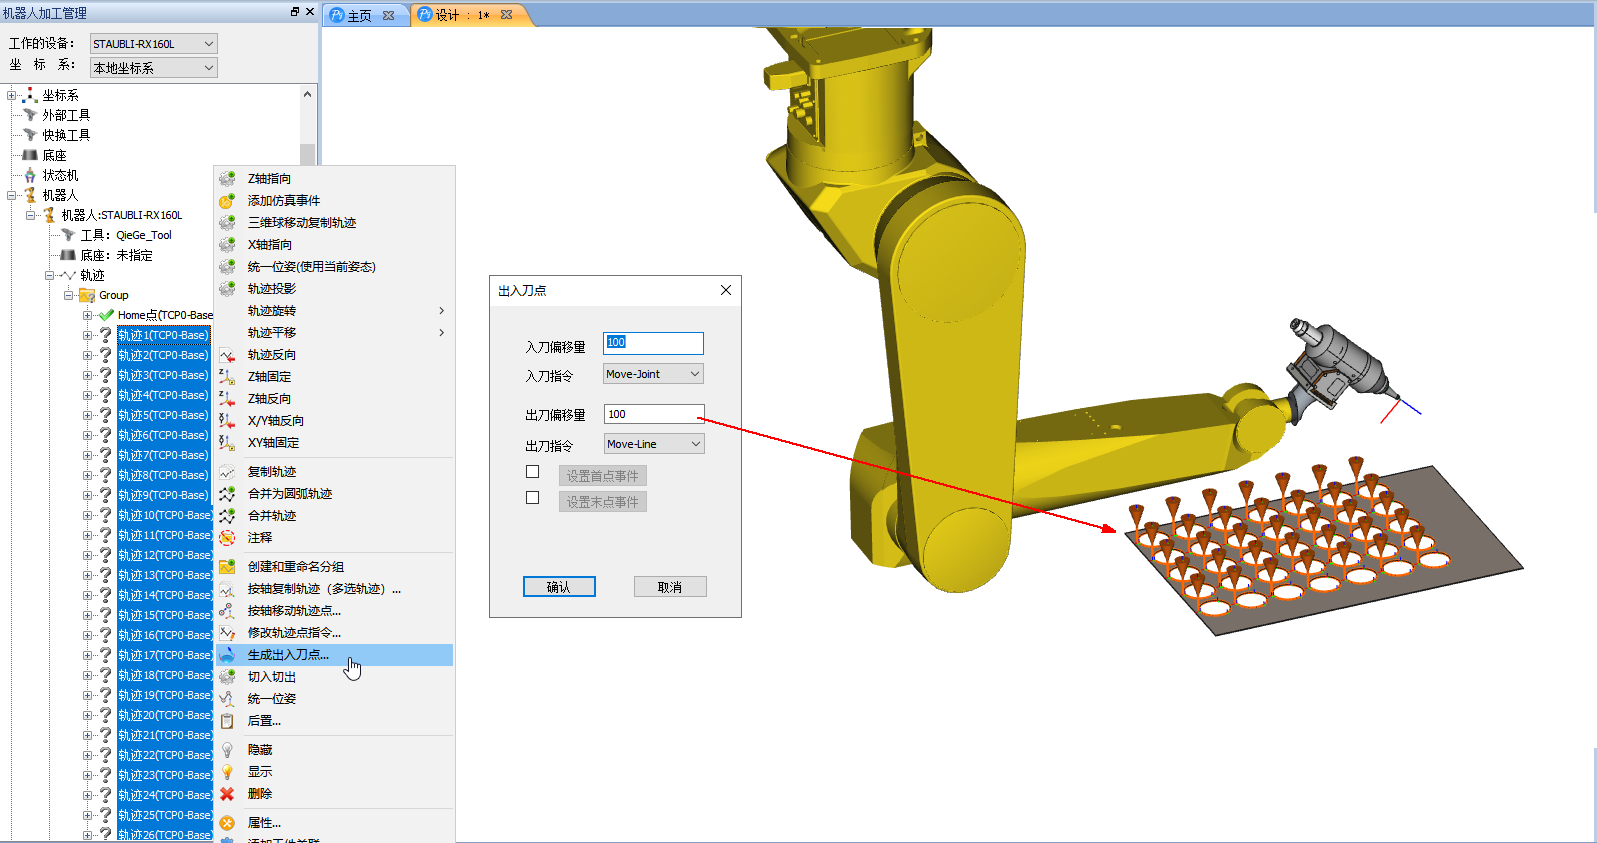 机器人加工管理
主页
设计 : 1*
工作的设备:
STAUBLI-RX160L
坐 标 系:
本地坐标系
坐标系
外部工具
快换工具
底座
状态机
机器人
机器人:STAUBLI-RX160L
工具: QieGe_Tool
底座: 未指定
轨迹
Group
Home点(TCP0-Base
轨迹1(TCP0-Base)
轨迹2(TCP0-Base)
轨迹3(TCP0-Base)
轨迹4(TCP0-Base)
轨迹5(TCP0-Base)
轨迹6(TCP0-Base)
轨迹7(TCP0-Base)
轨迹8(TCP0-Base)
轨迹9(TCP0-Base)
轨迹10(TCP0-Base)
轨迹11(TCP0-Base)
轨迹12(TCP0-Base)
轨迹13(TCP0-Base)
轨迹14(TCP0-Base)
轨迹15(TCP0-Base)
轨迹16(TCP0-Base)
轨迹17(TCP0-Base)
轨迹18(TCP0-Base)
轨迹19(TCP0-Base)
轨迹20(TCP0-Base)
轨迹21(TCP0-Base)
轨迹22(TCP0-Base)
轨迹23(TCP0-Base)
轨迹24(TCP0-Base)
轨迹25(TCP0-Base)
轨迹26(TCP0-Base)
Z轴指向
添加仿真事件
三维球移动复制轨迹
X轴指向
统一位姿(使用当前姿态)
轨迹投影
轨迹旋转
轨迹平移
轨迹反向
Z轴固定
Z轴反向
X/Y轴反向
XY轴固定
复制轨迹
合并为圆弧轨迹
合并轨迹
注释
创建和重命名分组
按轴复制轨迹（多选轨迹）...
按轴移动轨迹点...
修改轨迹点指令...
生成出入刀点...
切入切出
统一位姿
后置...
隐藏
显示
删除
属性...
添加工件关联
出入刀点
入刀偏移量
100
入刀指令
Move-Joint
出刀偏移量
100
出刀指令
Move-Line
设置首点事件
设置末点事件
确认
取消